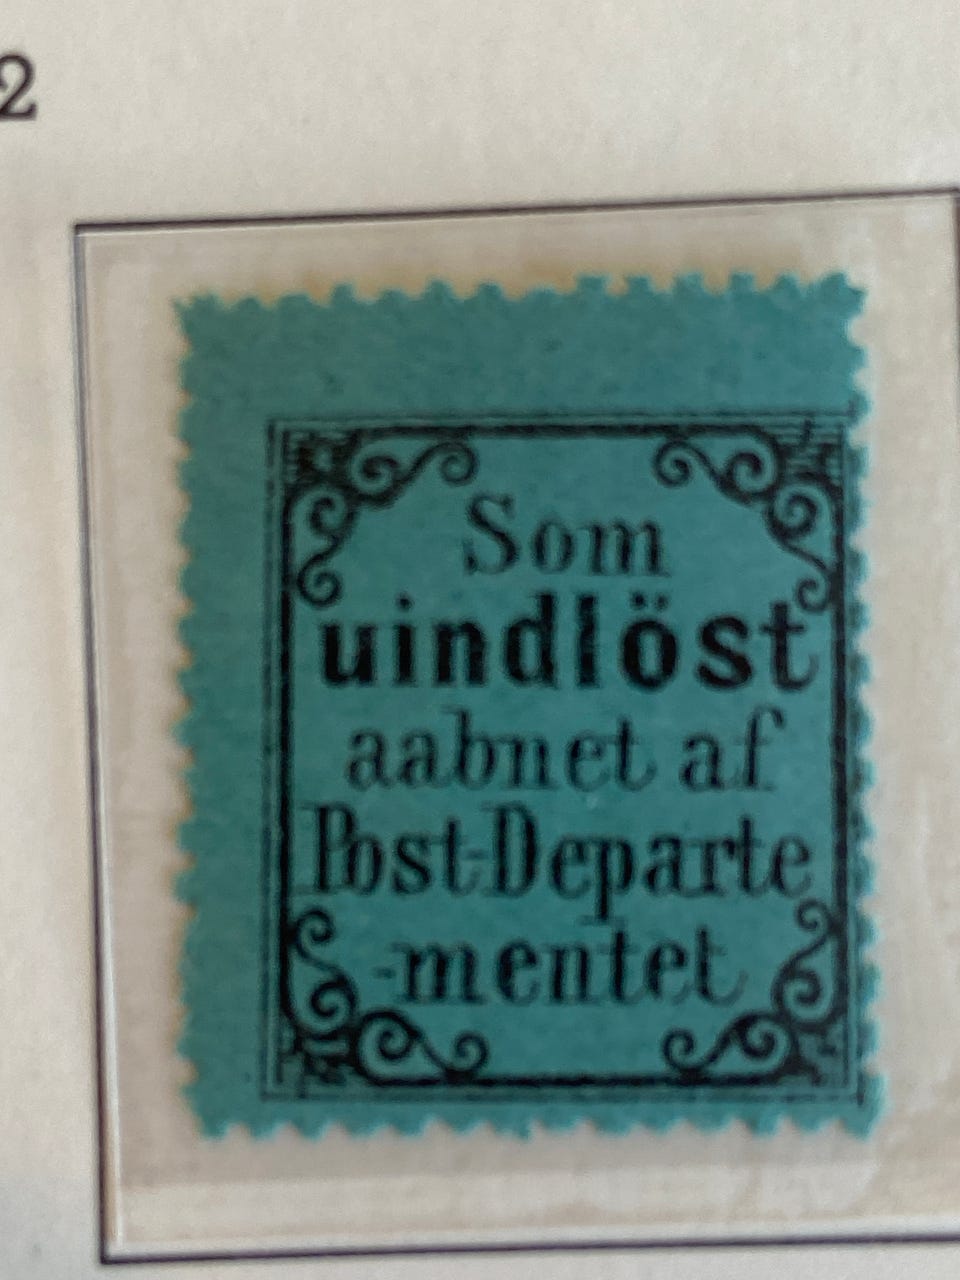 2
Som
uindlöst
aabnet af
Post-Departe
-mentet